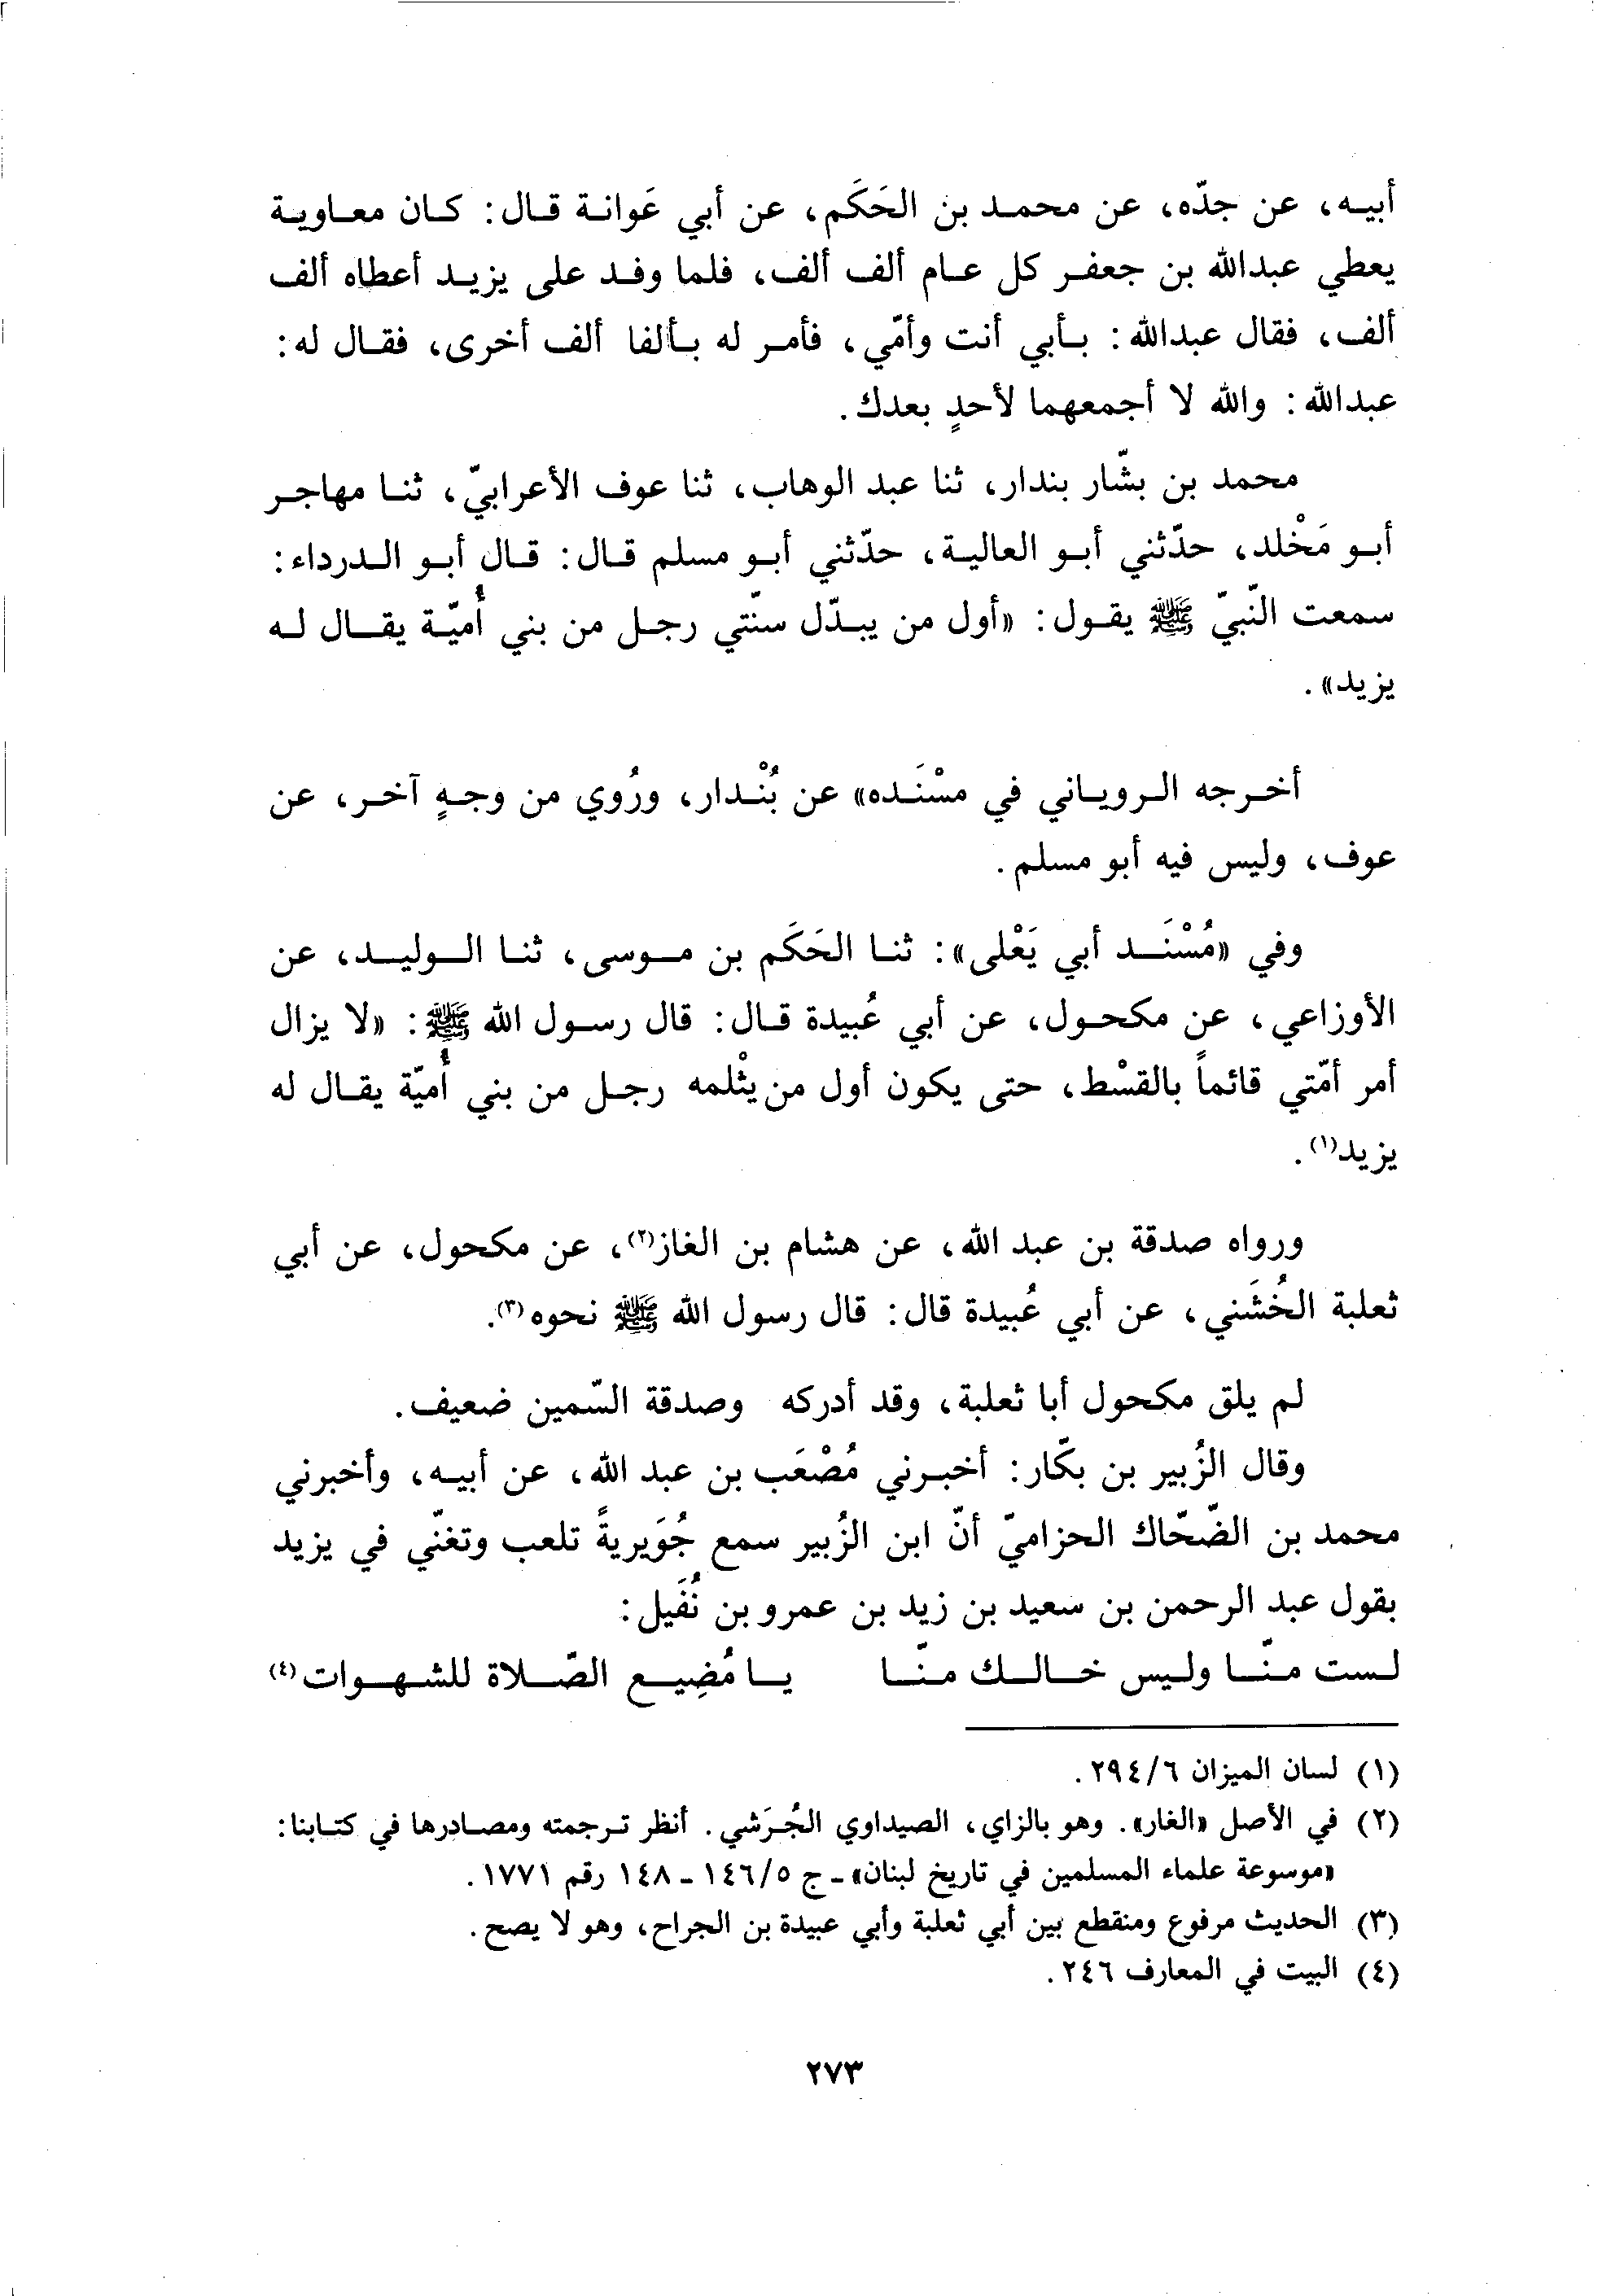 أبيه، عن جدّه، عن محمد بن الحَكَم، عن أبي عَوانة قال: كان معاوية
يعطي عبدالله بن جعفر كل عام ألف ألف، فلما وفد على يزيد أعطاه ألف
ألف، فقال عبدالله: بأبي أنت وأمّي، فأمر له بألفا ألف أخرى، فقال له:
عبدالله: والله لا أجمعهما لأحدٍ بعدك.
محمد بن بشّار بندار، ثنا عبد الوهاب، ثنا عوف الأعرابيّ، ثنا مهاجر
أبو مَخْلد، حدّثني أبو العالية، حدّثني أبو مسلم قال: قال أبو الدرداء:
سمعت النّبيّ ﷺ يقول: «أول من يبدّل سنّتي رجل من بني أُميّة يقال له
يزيد».
أخرجه الروياني في مسْنَده» عن بُنْدار، ورُوي من وجهٍ آخر، عن
عوف، وليس فيه أبو مسلم.
وفي «مُسْنَد أبي يَعْلى»: ثنا الحَكَم بن موسى، ثنا الوليد، عن
الأوزاعي، عن مكحول، عن أبي عُبيدة قال: قال رسول الله ﷺ: «لا يزال
أمر أمّتي قائماً بالقسْط، حتى يكون أول من يثْلمه رجل من بني أُميّة يقال له
يزيد(١).
ورواه صدقة بن عبد الله، عن هشام بن الغاز(٢)، عن مكحول، عن أبي
ثعلبة الخُشَني، عن أبي عُبيدة قال: قال رسول الله ﷺ نحوه(٣).
لم يلق مكحول أبا ثعلبة، وقد أدركه وصدقة السّمين ضعيف.
وقال الزُبير بن بكّار: أخبرني مُصْعَب بن عبد الله، عن أبيه، وأخبرني
محمد بن الضّحّاك الحزاميّ أنّ ابن الزُبير سمع جُوَيريةً تلعب وتغنّي في يزيد
بقول عبد الرحمن بن سعيد بن زيد بن عمرو بن نُفَيل:
لست منّا وليس خالك منّا يا مُضِيع الصّلاة للشهوات(٤)
(١) لسان الميزان ٢٩٤/٦.
(٢) في الأصل «الغار». وهو بالزاي، الصيداوي الجُرَشي. أنظر ترجمته ومصادرها في كتابنا:
«موسوعة علماء المسلمين في تاريخ لبنان» - ج ١٤٦/٥ - ١٤٨ رقم ١٧٧١.
(٣) الحديث مرفوع ومنقطع بين أبي ثعلبة وأبي عبيدة بن الجراح، وهو لا يصح.
(٤) البيت في المعارف ٢٤٦.
٢٧٣